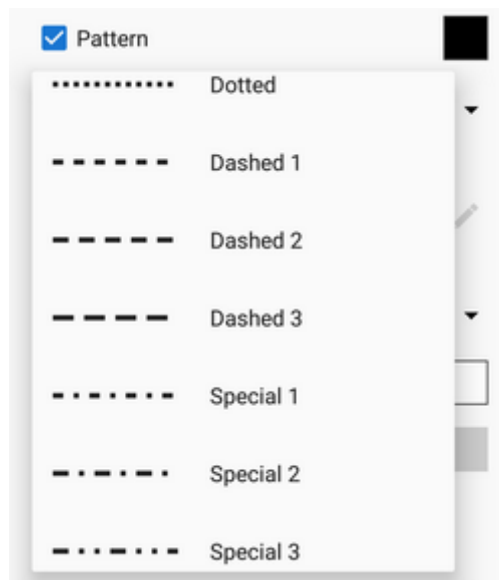 Pattern
Dotted
Dashed 1
Dashed 2
Dashed 3
Special 1
Special 2
Special 3